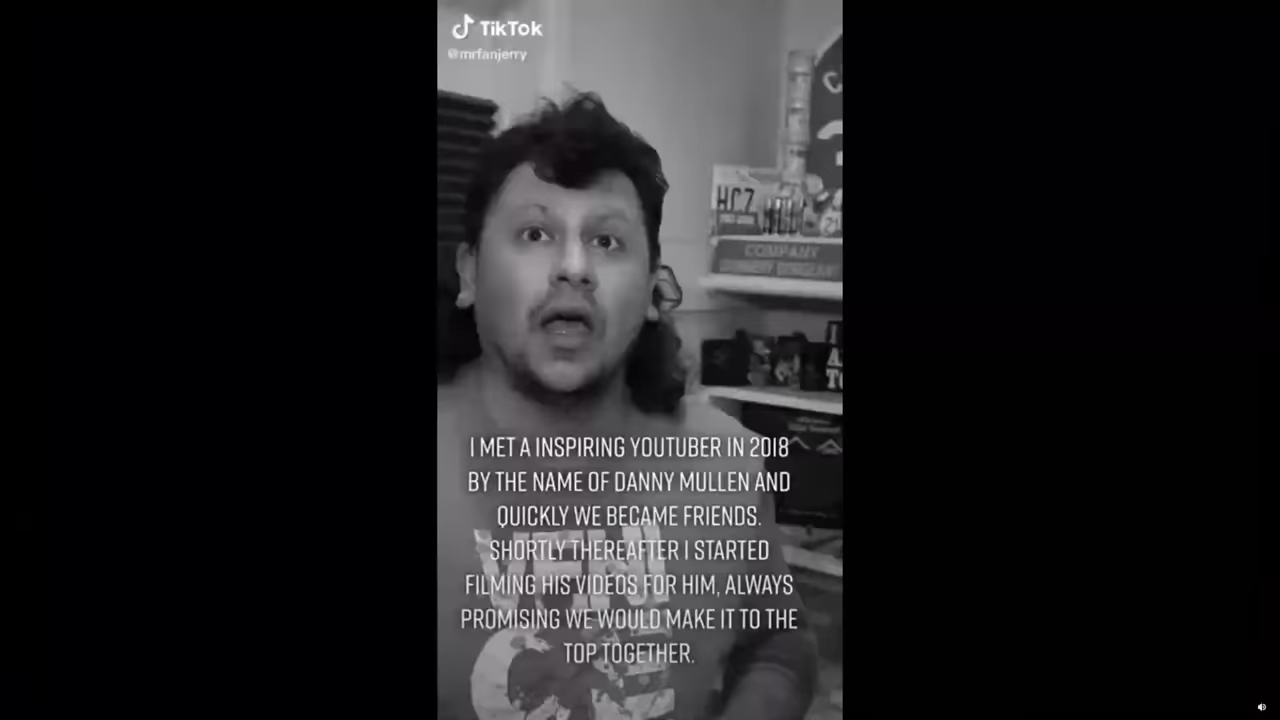 TikTok
@mrfanjerry
COMPANY
I MET A INSPIRING YOUTUBER IN 2018
BY THE NAME OF DANNY MULLEN AND
QUICKLY WE BECAME FRIENDS.
SHORTLY THEREAFTER I STARTED
FILMING HIS VIDEOS FOR HIM, ALWAYS
PROMISING WE WOULD MAKE IT TO THE
TOP TOGETHER.